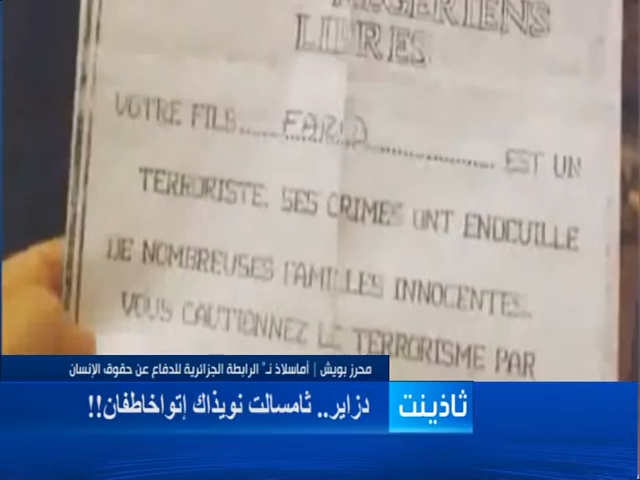 ALGERIENS
LIBRES
VOTRE FILS.....FARID..............EST UN
TERRORISTE. SES CRIMES ONT ENDEUILLE
DE NOMBREUSES FAMILLES INNOCENTES.
VOUS CAUTIONNEZ LE TERRORISME PAR
محرز بويش | أماسلاذ نـ" الرابطة الجزائرية للدفاع عن حقوق الإنسان
ثاذينت
دزاير.. ثامسالت نويذاك إتواخاطفان!!